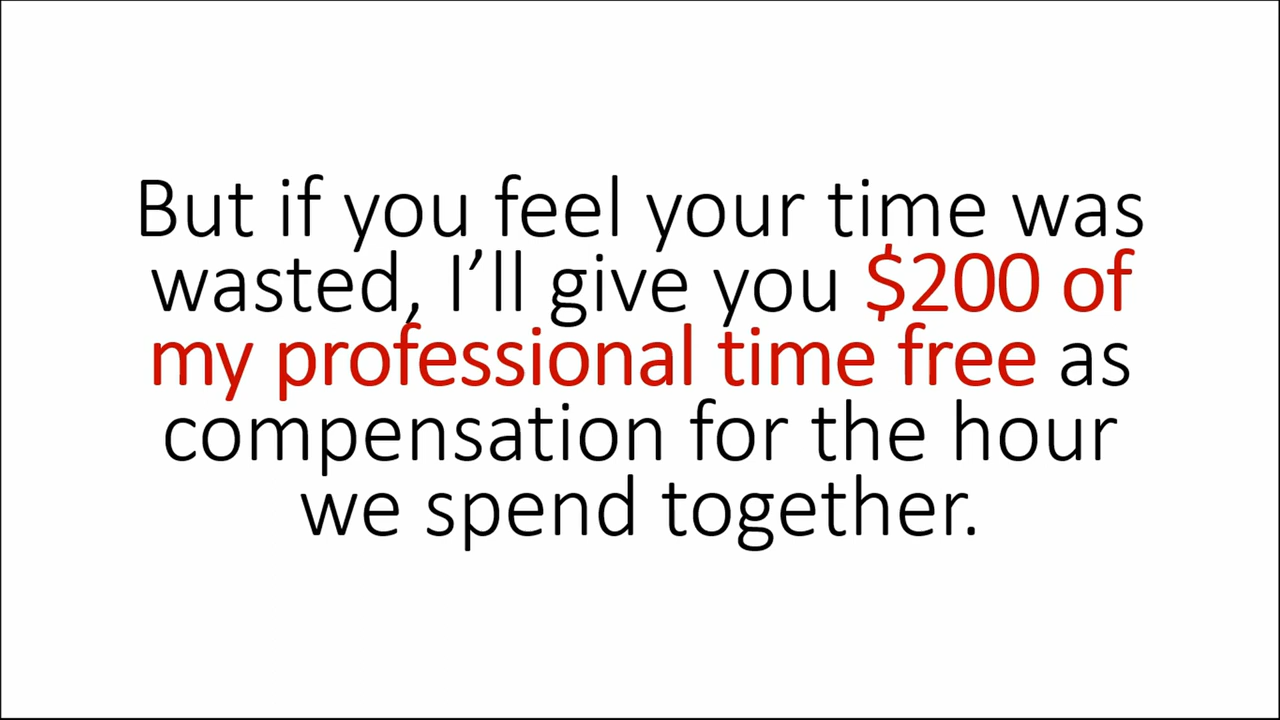 But if you feel your time was
wasted, I’ll give you $200 of
my professional time free as
compensation for the hour
we spend together.